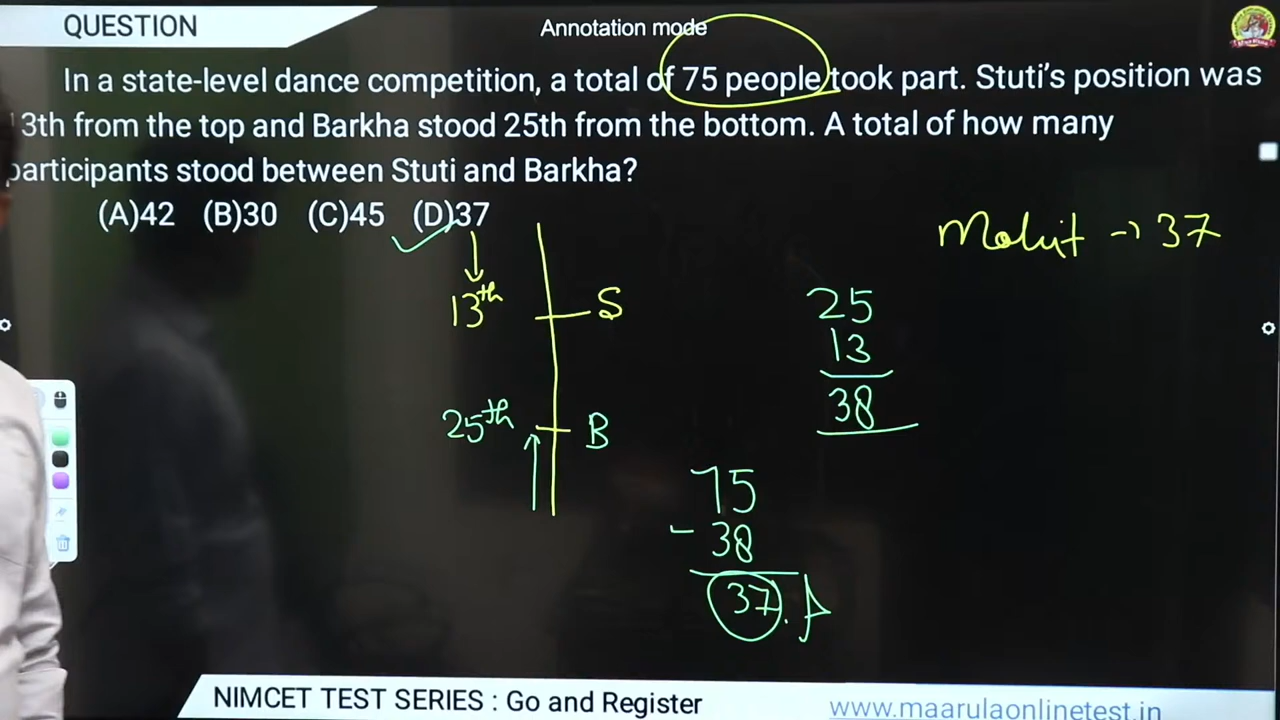 QUESTION
Annotation mode
In a state-level dance competition, a total of 75 people took part. Stuti's position was
3th from the top and Barkha stood 25th from the bottom. A total of how many
participants stood between Stuti and Barkha?
(A)42 (B)30 (C)45 (D)37
Mohit → 37
13th S
25th B
25
13
38
75
- 38
37.
NIMCET TEST SERIES : Go and Register
www.maarulaonlinetest.in